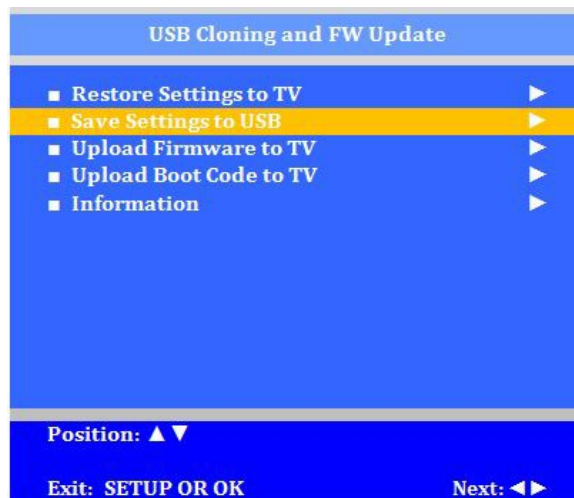 USB Cloning and FW Update
■ Restore Settings to TV ▶
■ Save Settings to USB ▶
■ Upload Firmware to TV ▶
■ Upload Boot Code to TV ▶
■ Information ▶
Position: ▲▼
Exit: SETUP OR OK Next: ◀▶